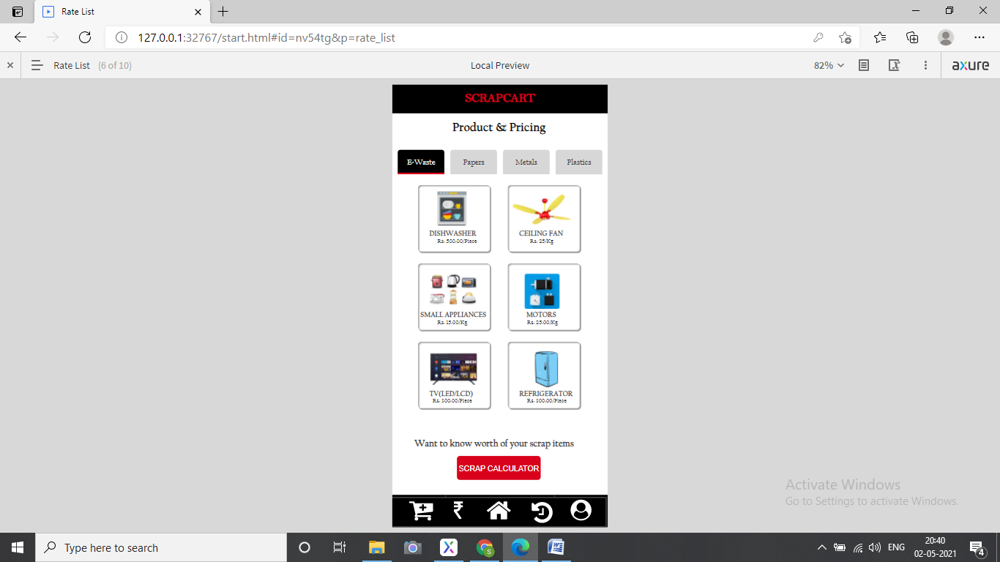 Rate List
127.0.0.1:32767/start.html#id=nv54tg&p=rate_list
Rate List (6 of 10)
Local Preview
82%
axure
SCRAPCART
Product & Pricing
E-Waste Papers Metals Plastics
DISHWASHER CEILING FAN
Rs. 500.00/Piece Rs. 25/Kg
SMALL APPLIANCES MOTORS
Rs. 15.00/Kg Rs. 25.00/Kg
TV(LED/LCD) REFRIGERATOR
Rs. 300.00/Piece Rs. 300.00/Piece
Want to know worth of your scrap items
SCRAP CALCULATOR
₹
Activate Windows
Go to Settings to activate Windows.
Type here to search
ENG
20:40
02-05-2021
4